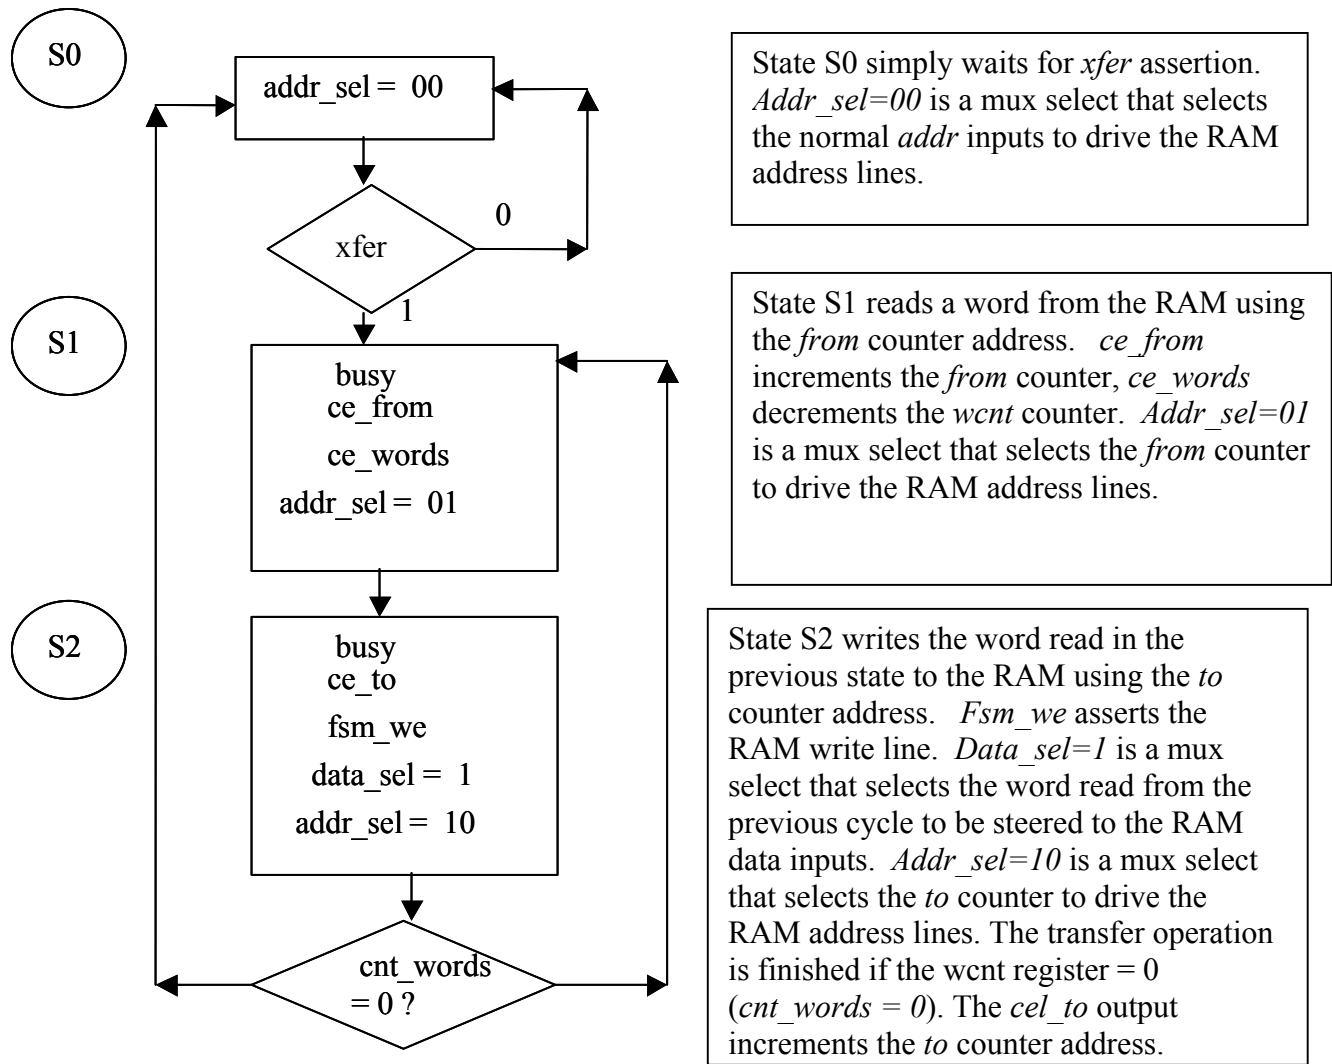 S0
addr_sel = 00
xfer
0
1
S1
busy
ce_from
ce_words
addr_sel = 01
S2
busy
ce_to
fsm_we
data_sel = 1
addr_sel = 10
cnt_words
= 0 ?
State S0 simply waits for xfer assertion.
Addr_sel=00 is a mux select that selects
the normal addr inputs to drive the RAM
address lines.
State S1 reads a word from the RAM using
the from counter address. ce_from
increments the from counter, ce_words
decrements the wcnt counter. Addr_sel=01
is a mux select that selects the from counter
to drive the RAM address lines.
State S2 writes the word read in the
previous state to the RAM using the to
counter address. Fsm_we asserts the
RAM write line. Data_sel=1 is a mux
select that selects the word read from the
previous cycle to be steered to the RAM
data inputs. Addr_sel=10 is a mux select
that selects the to counter to drive the
RAM address lines. The transfer operation
is finished if the wcnt register = 0
(cnt_words = 0). The cel_to output
increments the to counter address.